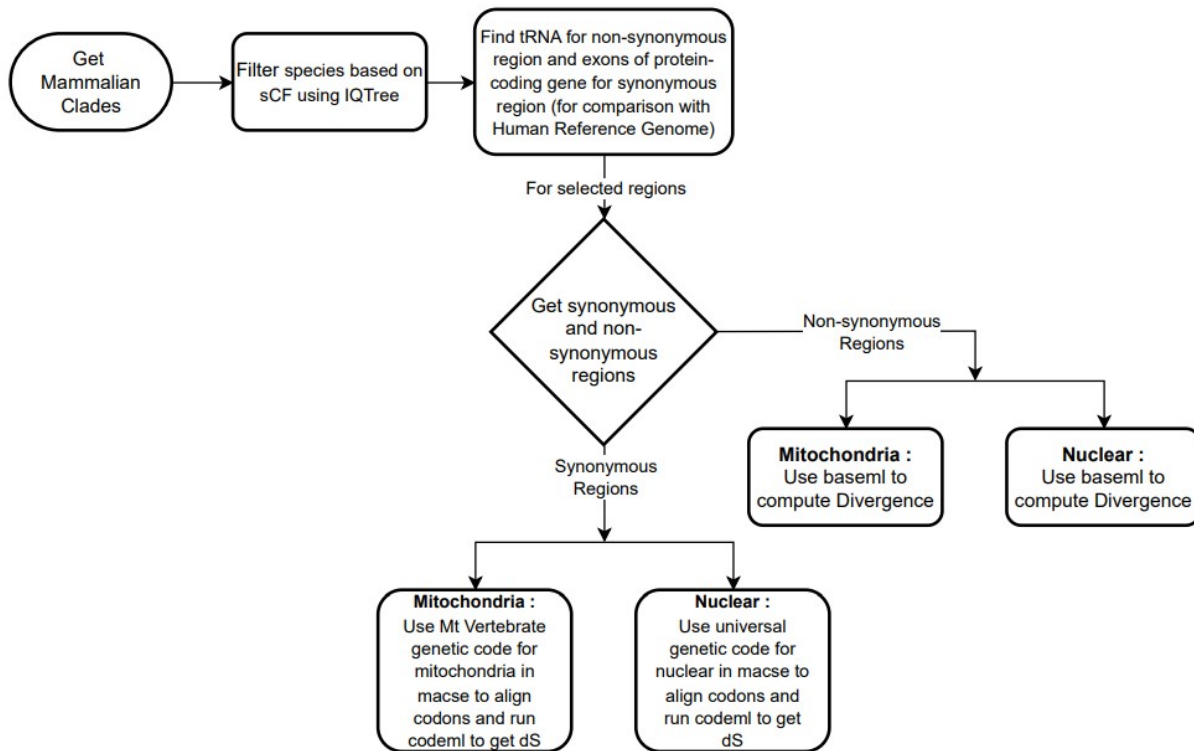 Get
Mammalian
Clades
Filter species based on
sCF using IQTree
Find tRNA for non-synonymous
region and exons of protein-
coding gene for synonymous
region (for comparison with
Human Reference Genome)
For selected regions
Get synonymous
and non-
synonymous
regions
Non-synonymous
Regions
Mitochondria :
Use baseml to
compute Divergence
Nuclear :
Use baseml to
compute Divergence
Synonymous
Regions
Mitochondria :
Use Mt Vertebrate
genetic code for
mitochondria in
macse to align
codons and run
codeml to get dS
Nuclear :
Use universal
genetic code for
nuclear in macse to
align codons and
run codeml to get
dS